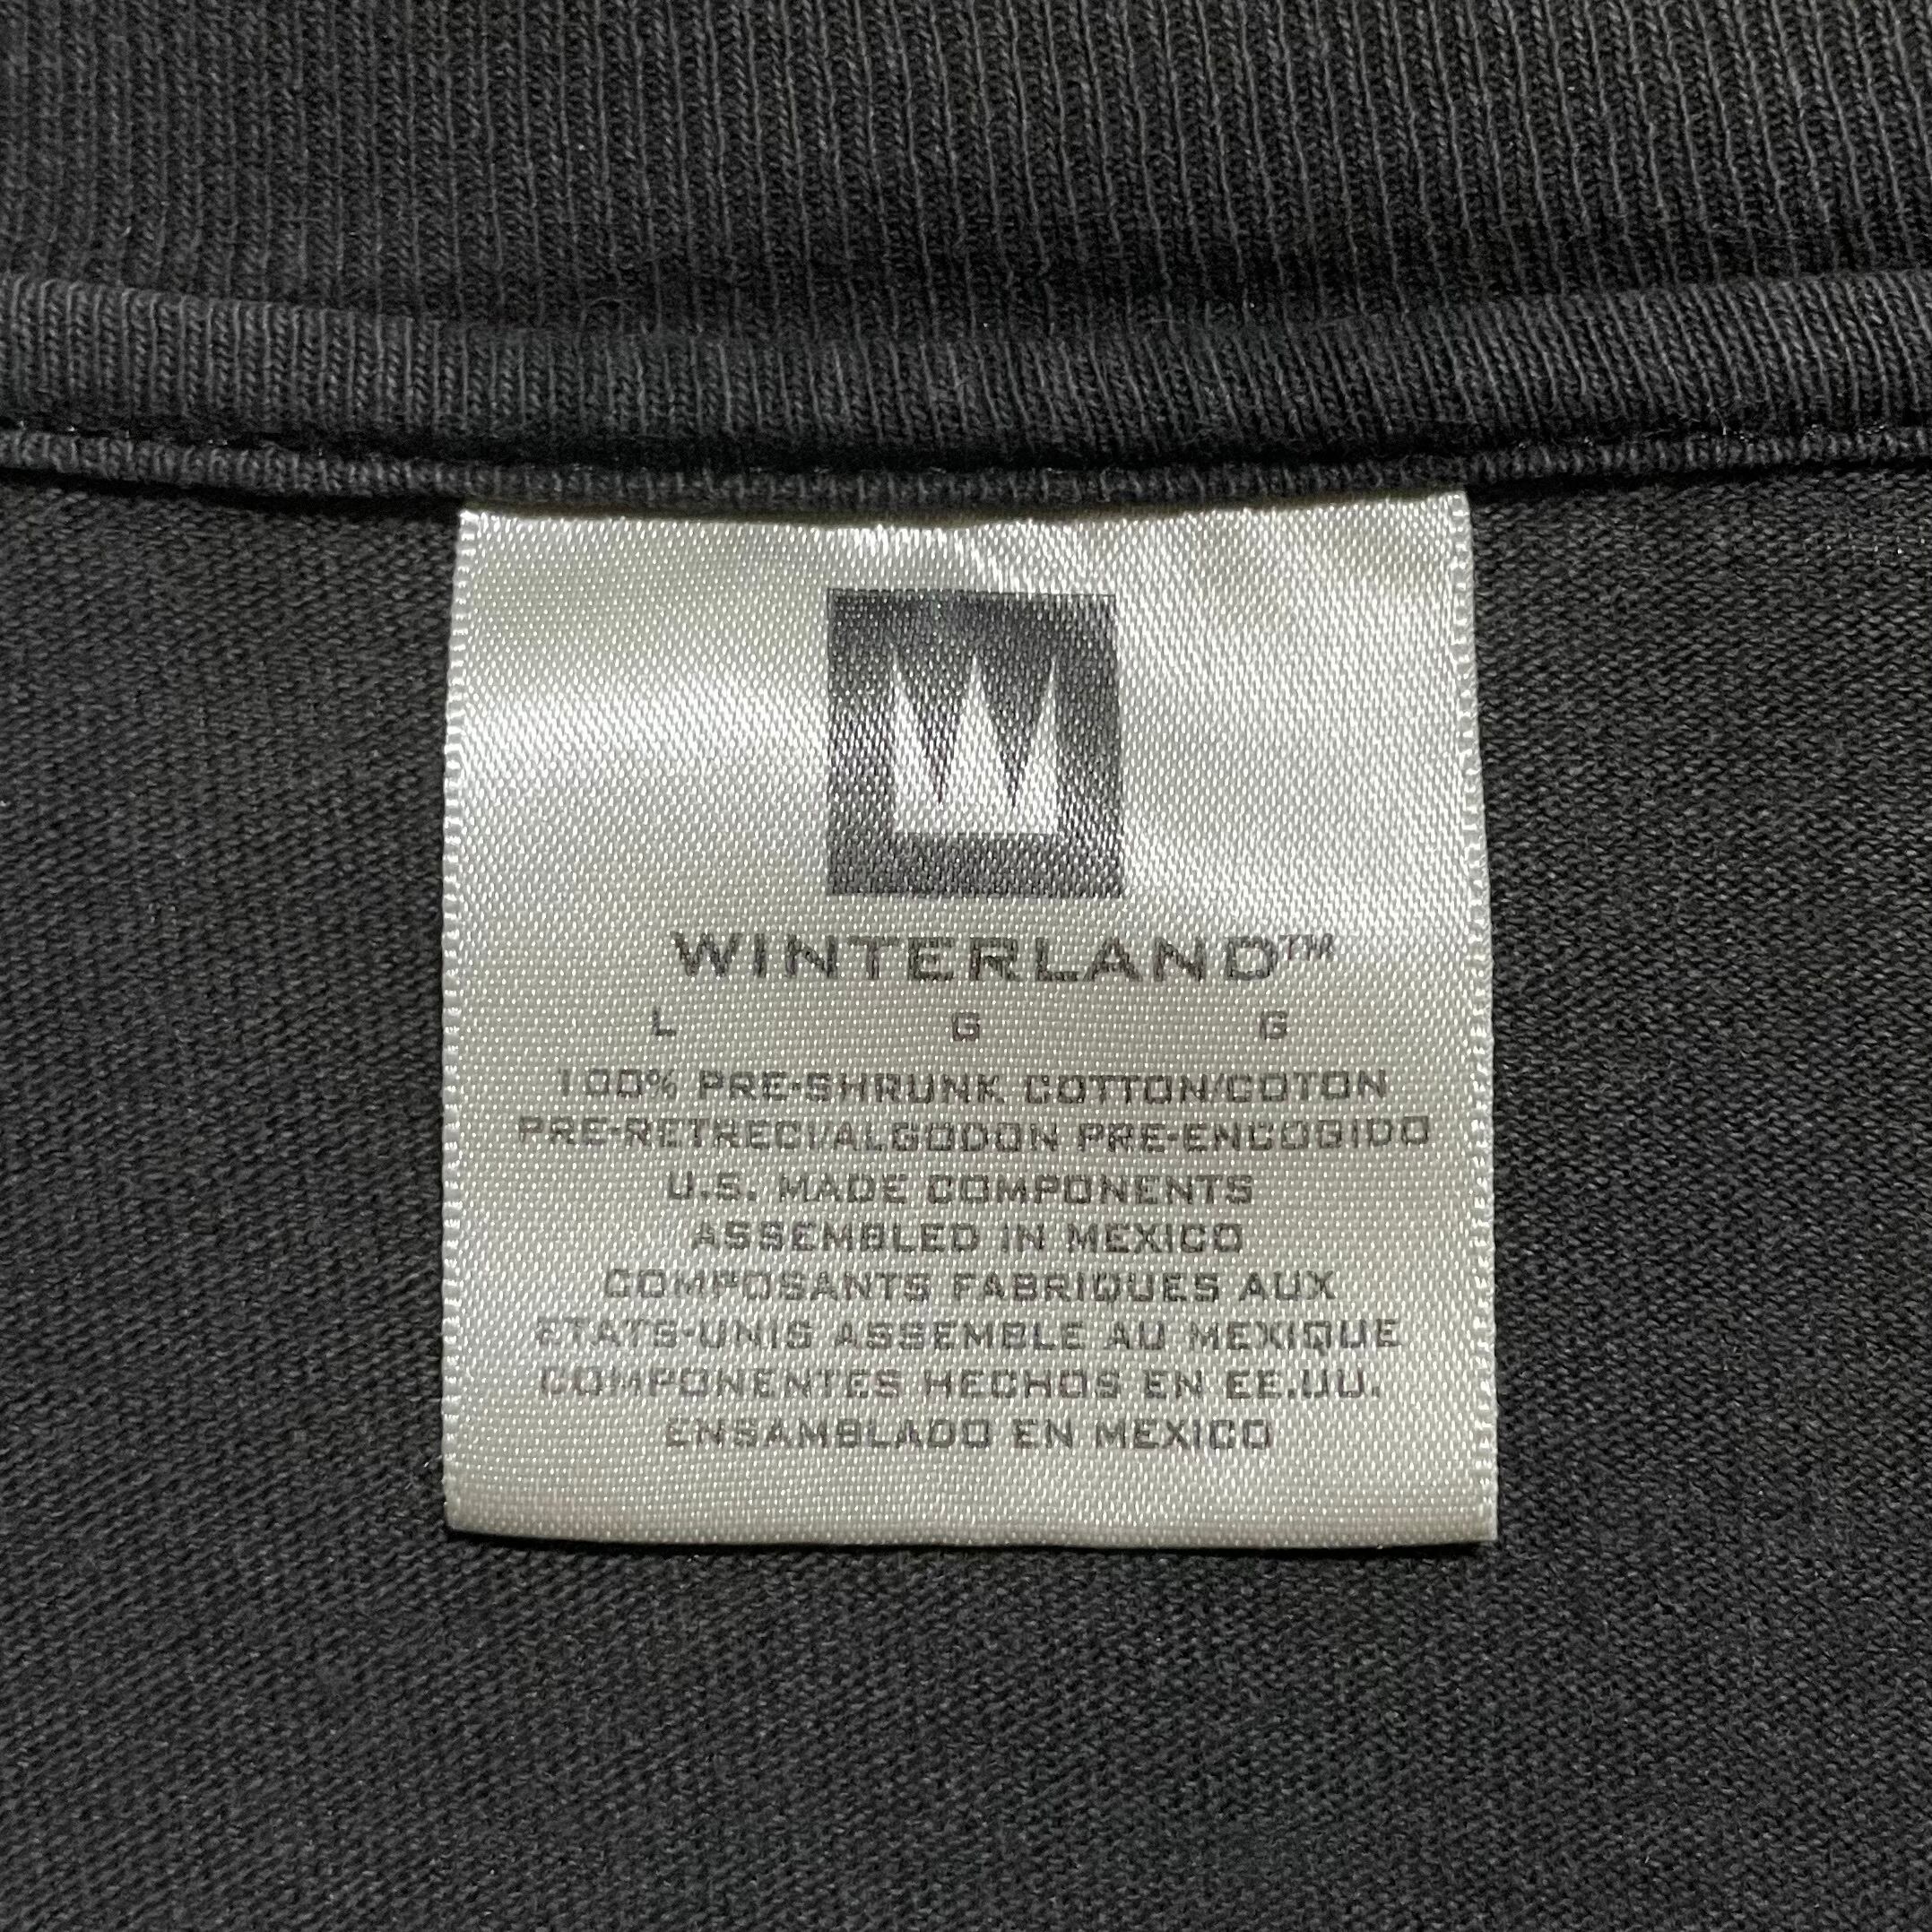 WINTERLAND™
L G G
100% PRE-SHRUNK COTTON/COTON
PRE-RETRECI/ALGODON PRE-ENCOGIDO
U.S. MADE COMPONENTS
ASSEMBLED IN MEXICO
COMPOSANTS FABRIQUES AUX
ETATS-UNIS ASSEMBLE AU MEXIQUE
COMPONENTES HECHOS EN EE.UU.
ENSAMBLADO EN MEXICO